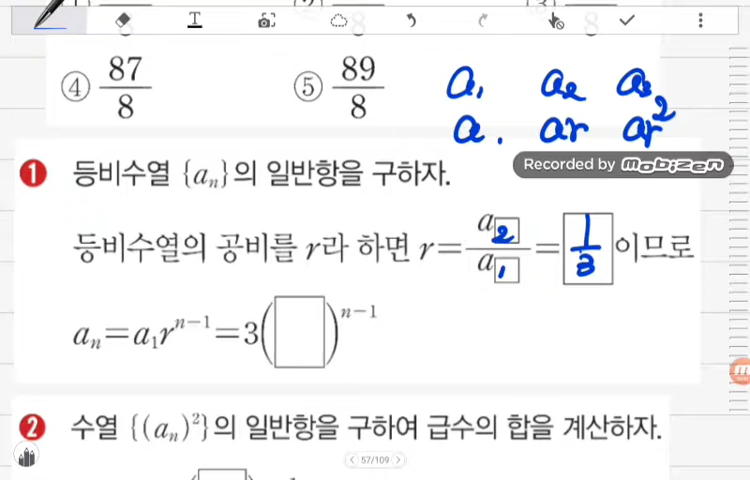 ④ 87/8 ⑤ 89/8
a₁ a₂ a₃
a . ar ar²
Recorded by mobizen
1 등비수열 {aₙ}의 일반항을 구하자.
등비수열의 공비를 r라 하면 r = a₂/a₁ = 1/3 이므로
aₙ = a₁rⁿ⁻¹ = 3( )ⁿ⁻¹
2 수열 {(aₙ)²}의 일반항을 구하여 급수의 합을 계산하자.
57/109